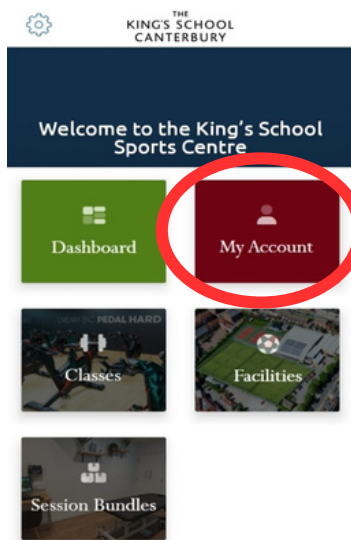 THE
KING'S SCHOOL
CANTERBURY
Welcome to the King's School
Sports Centre
Dashboard
My Account
PEDAL HARD
Classes
Facilities
Session Bundles